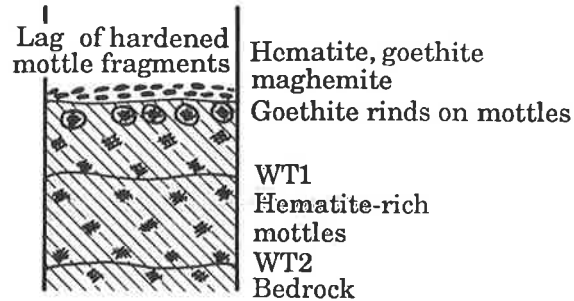 Lag of hardened
mottle fragments
Hematite, goethite
maghemite
Goethite rinds on mottles
WT1
Hematite-rich
mottles
WT2
Bedrock